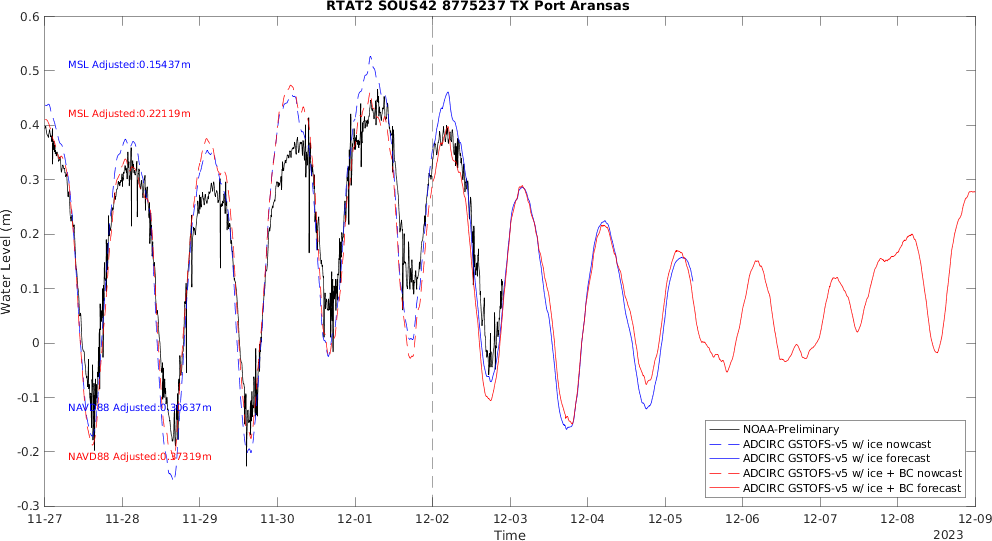 RTAT2 SOUS42 8775237 TX Port Aransas
Water Level (m)
0.6
0.5
0.4
0.3
0.2
0.1
0
-0.1
-0.2
-0.3
MSL Adjusted:0.15437m
MSL Adjusted:0.22119m
NAVD88 Adjusted:0.30637m
NAVD88 Adjusted:0.37319m
NOAA-Preliminary
ADCIRC GSTOFS-v5 w/ ice nowcast
ADCIRC GSTOFS-v5 w/ ice forecast
ADCIRC GSTOFS-v5 w/ ice + BC nowcast
ADCIRC GSTOFS-v5 w/ ice + BC forecast
11-27 11-28 11-29 11-30 12-01 12-02 12-03 12-04 12-05 12-06 12-07 12-08 12-09
Time
2023